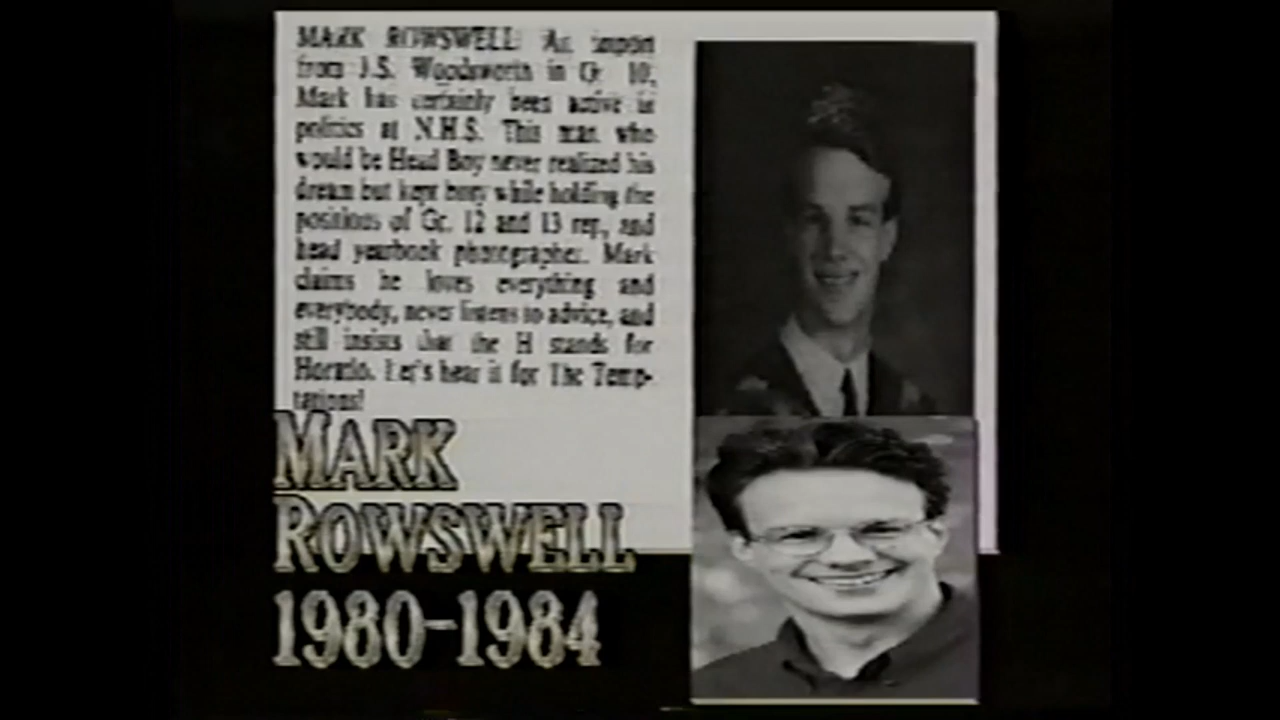 MARK ROWSWELL: An import
from J.S. Woodsworth in Gr. 10,
Mark has certainly been active in
politics at N.H.S. This man who
would be Head Boy never realized his
dream but kept busy while holding the
positions of Gr. 12 and 13 rep, and
head yearbook photographer. Mark
claims he loves everything and
everybody, never listens to advice, and
still insists that the H stands for
Horatio. Let's hear it for The Temp-
tations!
MARK
ROWSWELL
1980-1984